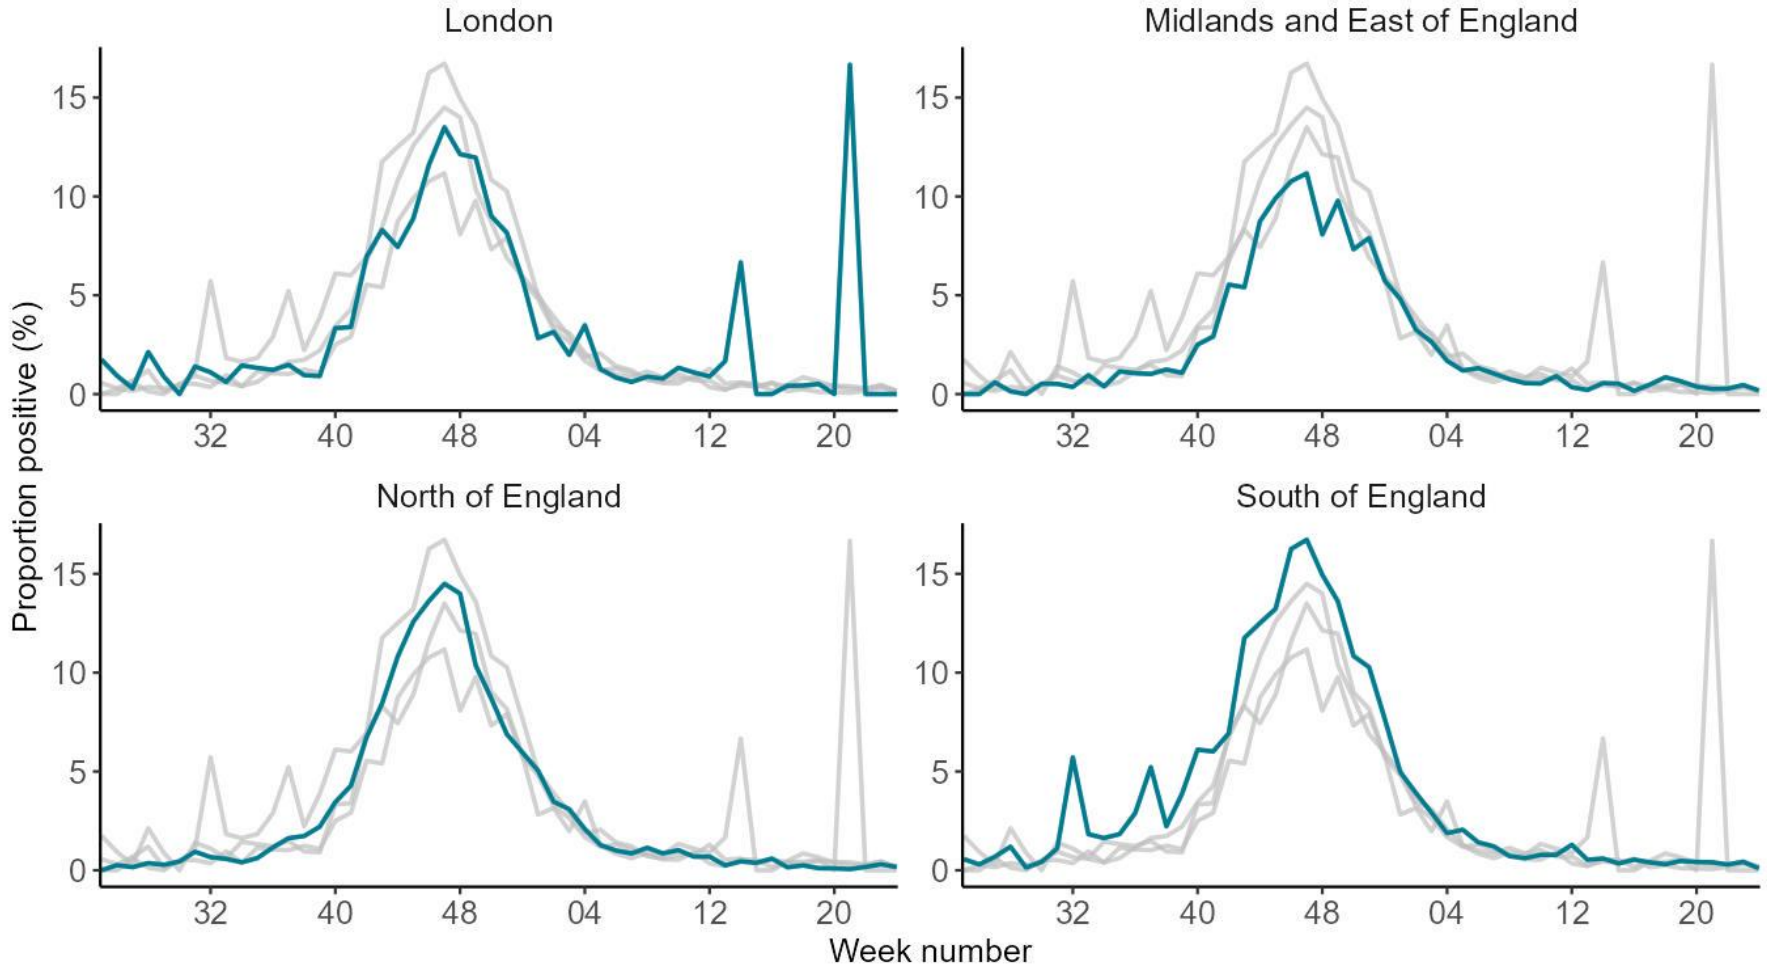 London
Midlands and East of England
15
10
5
0
32 40 48 04 12 20
15
10
5
0
32 40 48 04 12 20
North of England
South of England
15
10
5
0
32 40 48 04 12 20
15
10
5
0
32 40 48 04 12 20
Proportion positive (%)
Week number